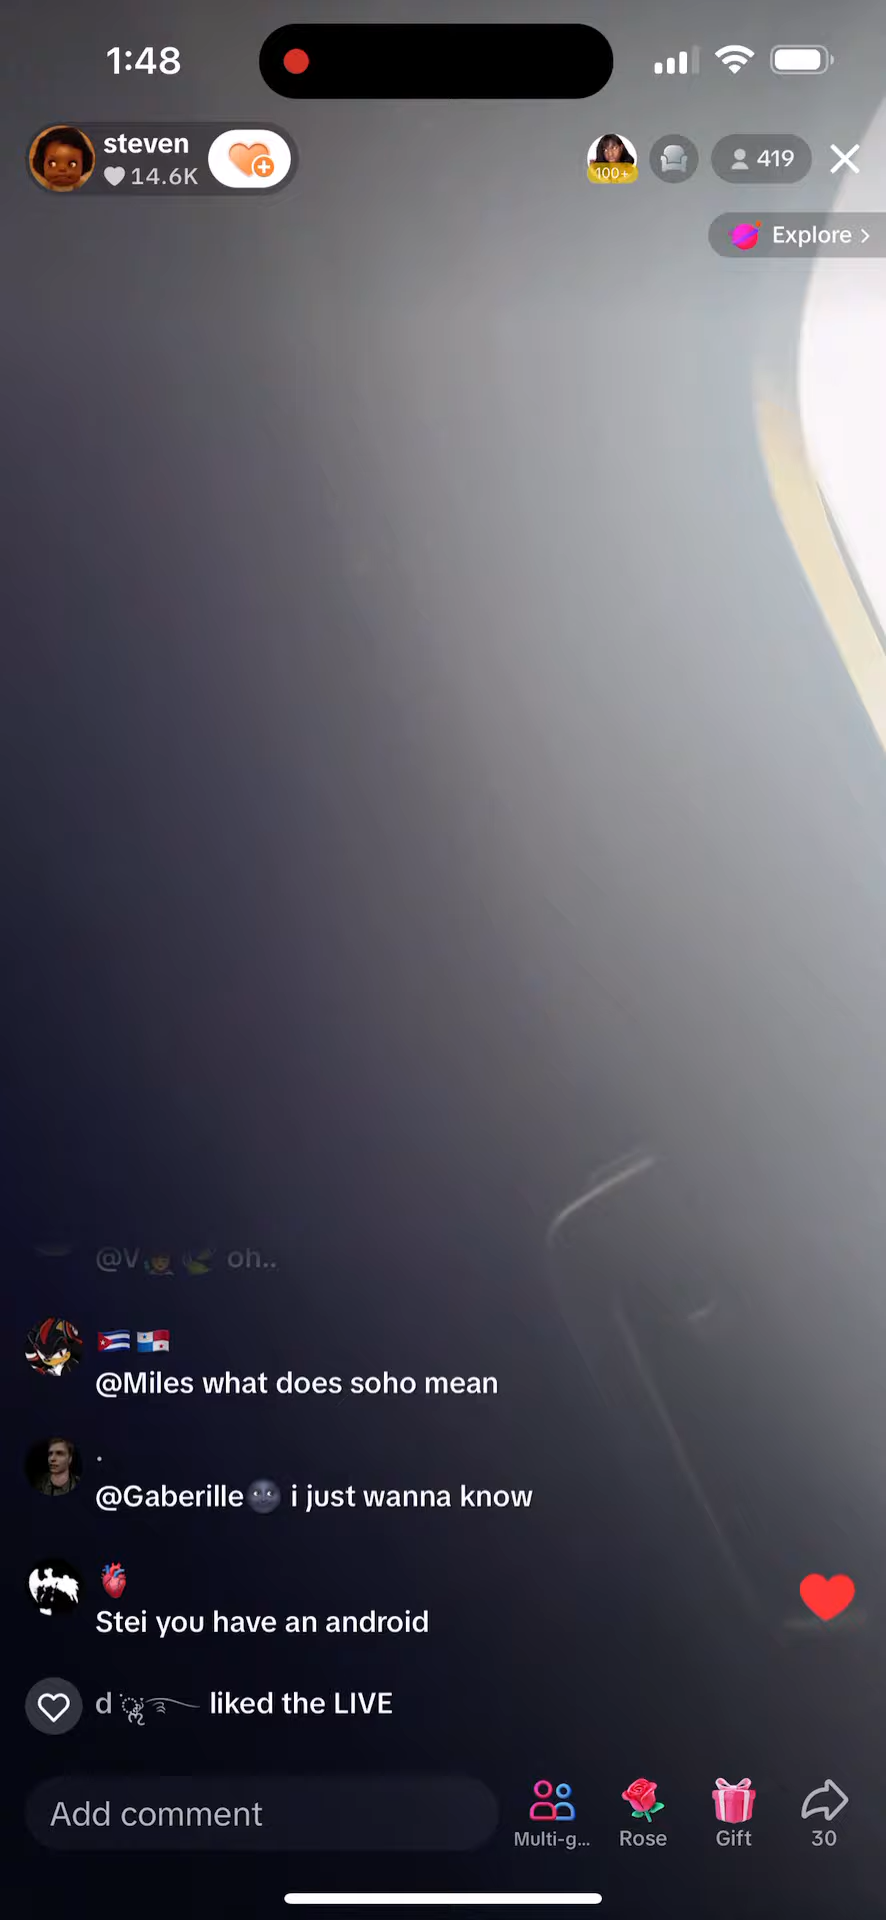 1:48
steven
14.6K
100+
419
Explore >
@V oh..
@Miles what does soho mean
.
@Gaberille🌚 i just wanna know
Stei you have an android
d liked the LIVE
Add comment
Multi-g...
Rose
Gift
30